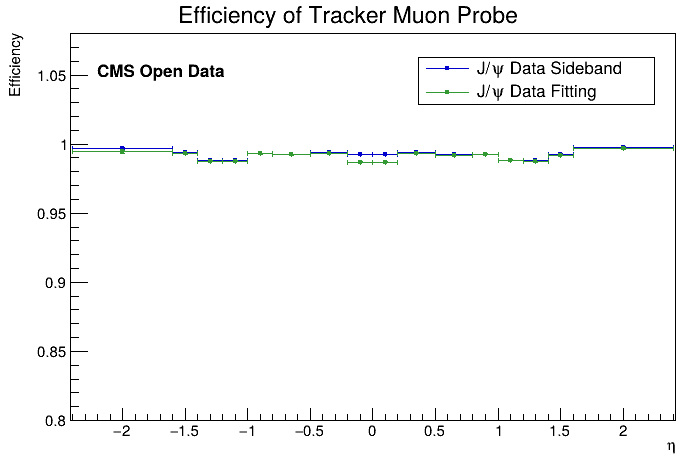 Efficiency of Tracker Muon Probe
Efficiency
CMS Open Data
J/ψ Data Sideband
J/ψ Data Fitting
1.05
1
0.95
0.9
0.85
0.8
−2 −1.5 −1 −0.5 0 0.5 1 1.5 2
η